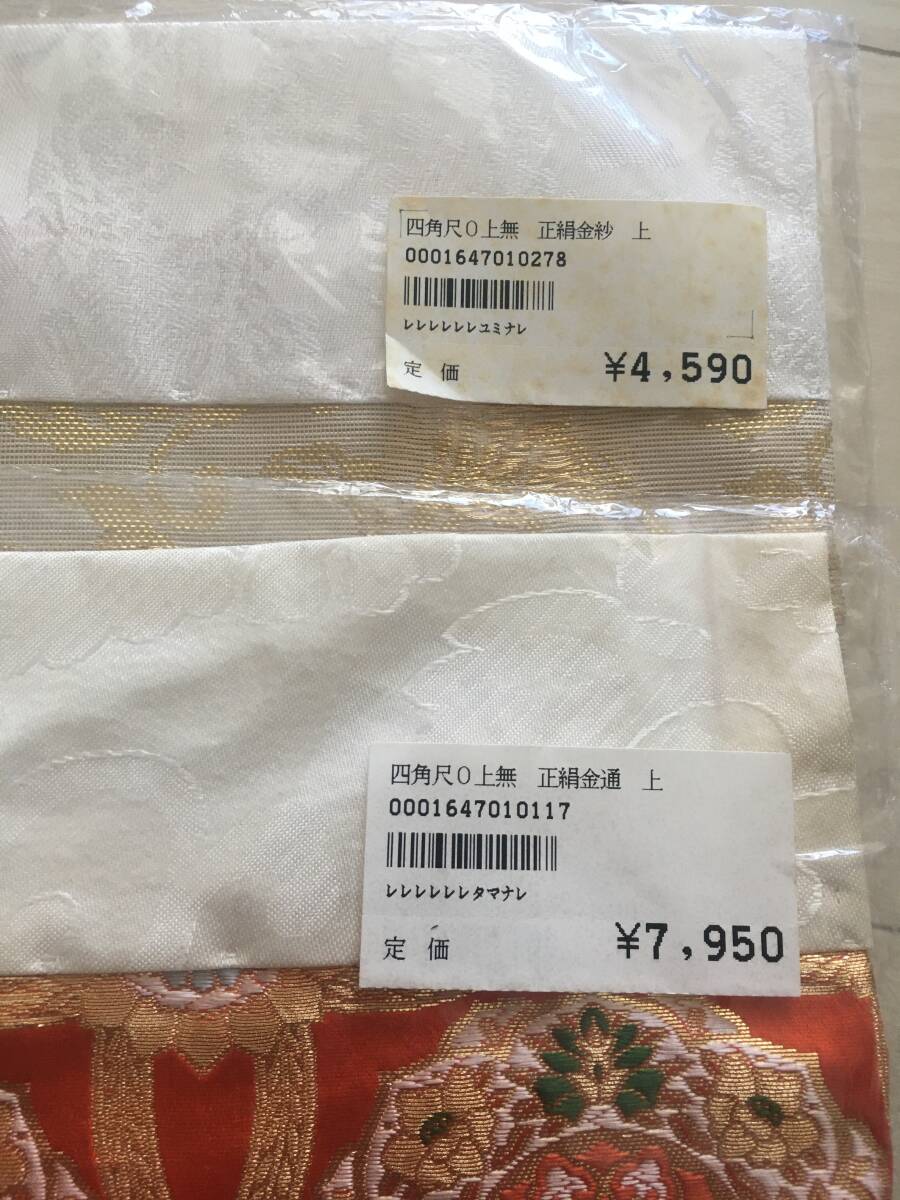 四角尺0上無　正絹金紗　上
0001647010278
レレレレレレユミナレ
定　価　¥4,590
四角尺0上無　正絹金通　上
0001647010117
レレレレレレタマナレ
定　価　¥7,950